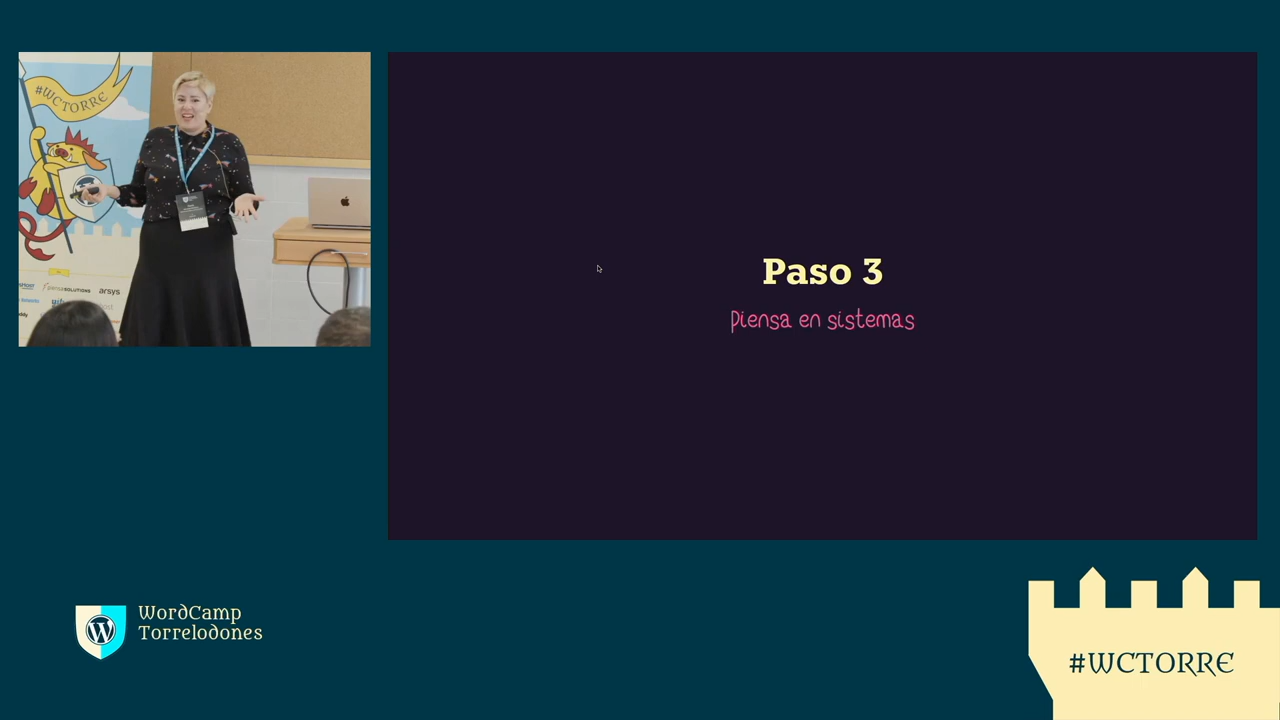 #WCTORRE
arsys
Paso 3
piensa en sistemas
WordCamp
Torrelodones
#WCTORRE